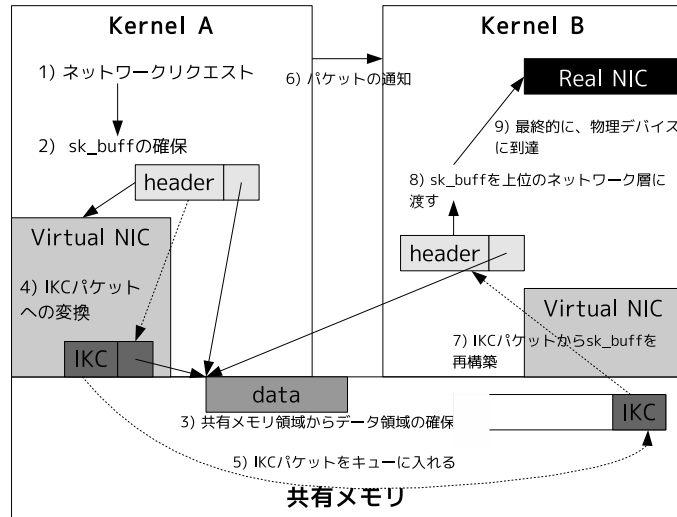 Kernel A
1) ネットワークリクエスト
2) sk_buffの確保
header
Virtual NIC
4) IKCパケット
への変換
IKC
data
3) 共有メモリ領域からデータ領域の確保
5) IKCパケットをキューに入れる
共有メモリ
6) パケットの通知
Kernel B
Real NIC
9) 最終的に、物理デバイス
に到達
8) sk_buffを上位のネットワーク層に
渡す
header
Virtual NIC
7) IKCパケットからsk_buffを
再構築
IKC